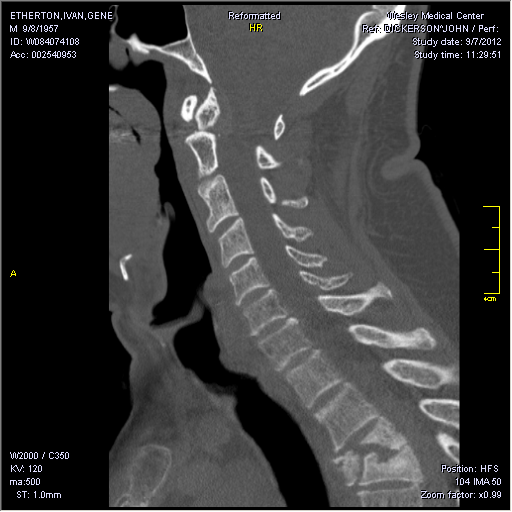 ETHERTON,IVAN,GENE
M 9/8/1957
ID: W084074108
Acc: 002540953
Reformatted
HR
Wesley Medical Center
Ref: DICKERSON^JOHN / Perf:
Study date: 9/7/2012
Study time: 11:29:51
A
4cm
W2000 / C350
KV: 120
ma:500
ST: 1.0mm
Position: HFS
104 IMA 50
Zoom factor: x0.99